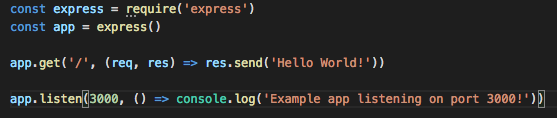 const express = require('express')
const app = express()
app.get('/', (req, res) => res.send('Hello World!'))
app.listen(3000, () => console.log('Example app listening on port 3000!'))